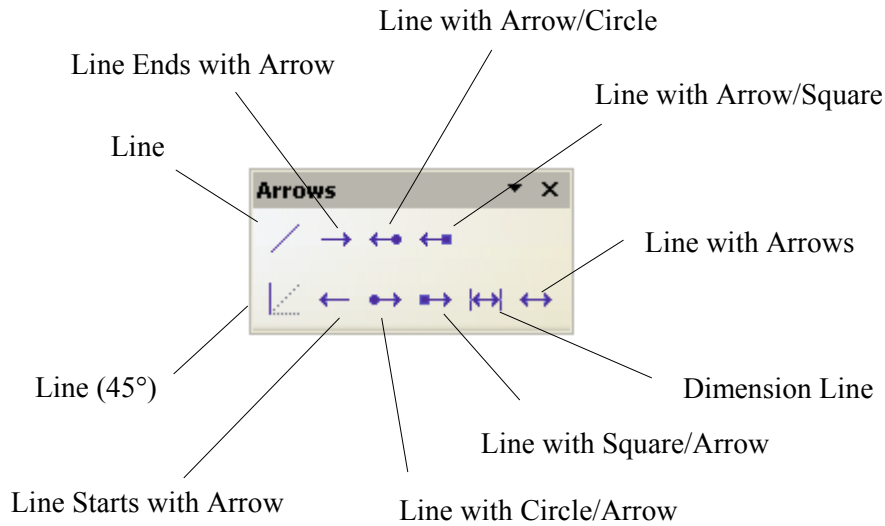 Line with Arrow/Circle
Line Ends with Arrow
Line with Arrow/Square
Line
Arrows
Line with Arrows
Line (45°)
Dimension Line
Line with Square/Arrow
Line Starts with Arrow
Line with Circle/Arrow